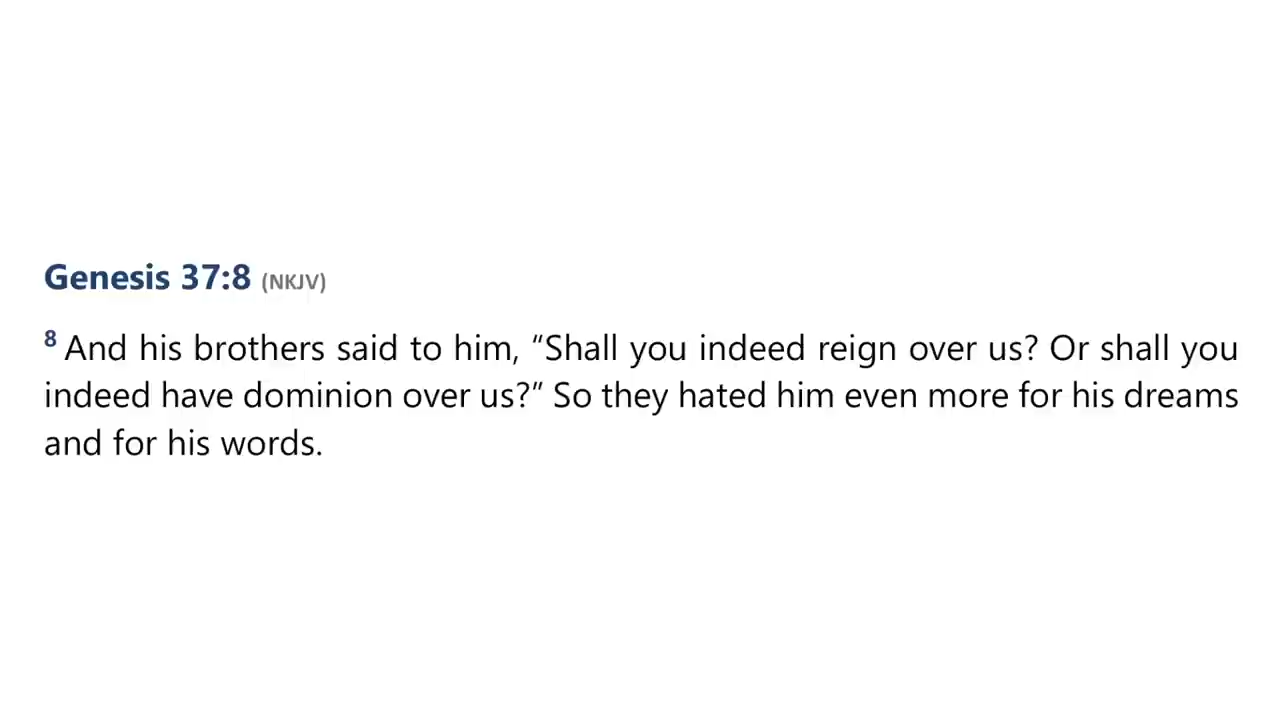 Genesis 37:8 (NKJV)
8 And his brothers said to him, “Shall you indeed reign over us? Or shall you
indeed have dominion over us?” So they hated him even more for his dreams
and for his words.